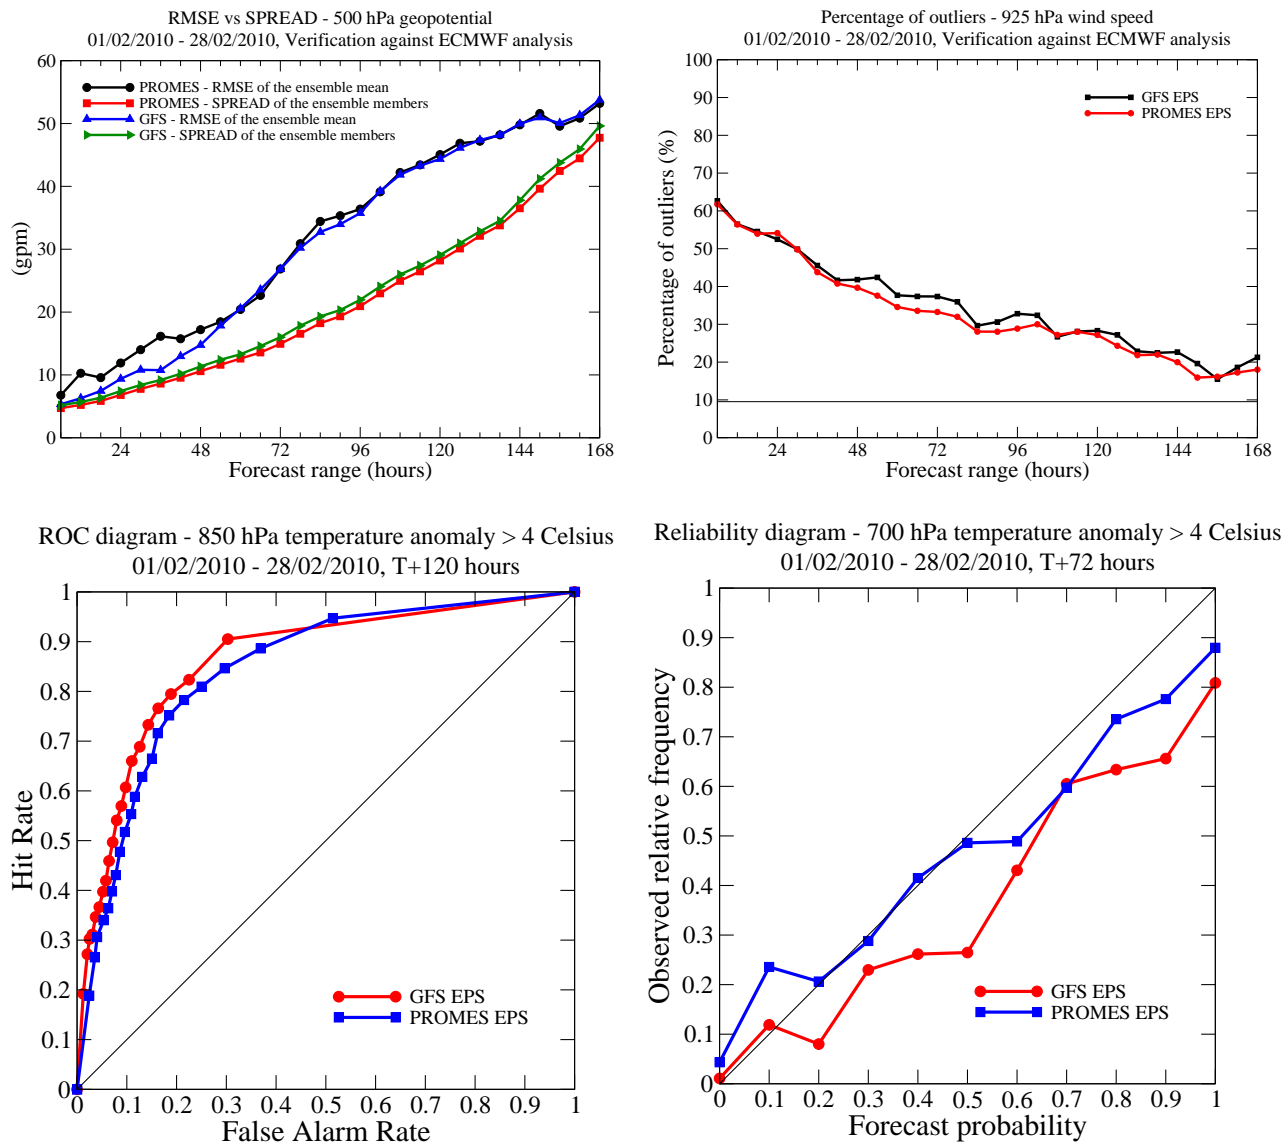 RMSE vs SPREAD - 500 hPa geopotential
01/02/2010 - 28/02/2010, Verification against ECMWF analysis
60
50
40
30
20
10
0
(gpm)
PROMES - RMSE of the ensemble mean
PROMES - SPREAD of the ensemble members
GFS - RMSE of the ensemble mean
GFS - SPREAD of the ensemble members
24 48 72 96 120 144 168
Forecast range (hours)
Percentage of outliers - 925 hPa wind speed
01/02/2010 - 28/02/2010, Verification against ECMWF analysis
100
90
80
70
60
50
40
30
20
10
0
Percentage of outliers (%)
GFS EPS
PROMES EPS
24 48 72 96 120 144 168
Forecast range (hours)
ROC diagram - 850 hPa temperature anomaly > 4 Celsius
01/02/2010 - 28/02/2010, T+120 hours
1
0.9
0.8
0.7
0.6
0.5
0.4
0.3
0.2
0.1
0
Hit Rate
GFS EPS
PROMES EPS
0 0.1 0.2 0.3 0.4 0.5 0.6 0.7 0.8 0.9 1
False Alarm Rate
Reliability diagram - 700 hPa temperature anomaly > 4 Celsius
01/02/2010 - 28/02/2010, T+72 hours
1
0.9
0.8
0.7
0.6
0.5
0.4
0.3
0.2
0.1
0
Observed relative frequency
GFS EPS
PROMES EPS
0 0.1 0.2 0.3 0.4 0.5 0.6 0.7 0.8 0.9 1
Forecast probability